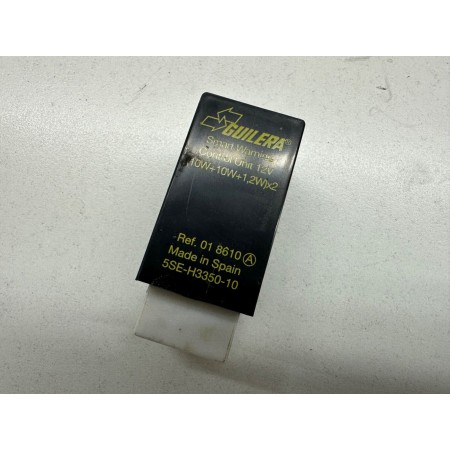 GUILERA®
Smart Warning
Control Unit 12V
(10W+10W+1,2W)x2
Ref. 01 8610 Ⓐ
Made in Spain
5SE-H3350-10